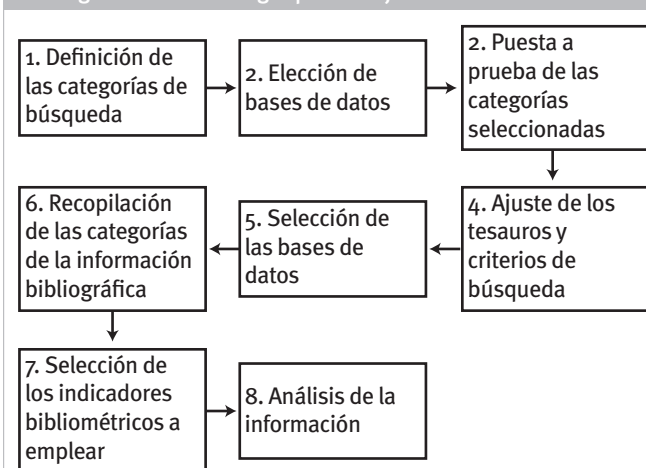 1. Definición de
las categorías de
búsqueda
2. Elección de
bases de datos
2. Puesta a
prueba de las
categorías
seleccionadas
4. Ajuste de los
tesauros y
criterios de
búsqueda
5. Selección de
las bases de
datos
6. Recopilación
de las categorías
de la información
bibliográfica
7. Selección de
los indicadores
bibliométricos a
emplear
8. Análisis de la
información